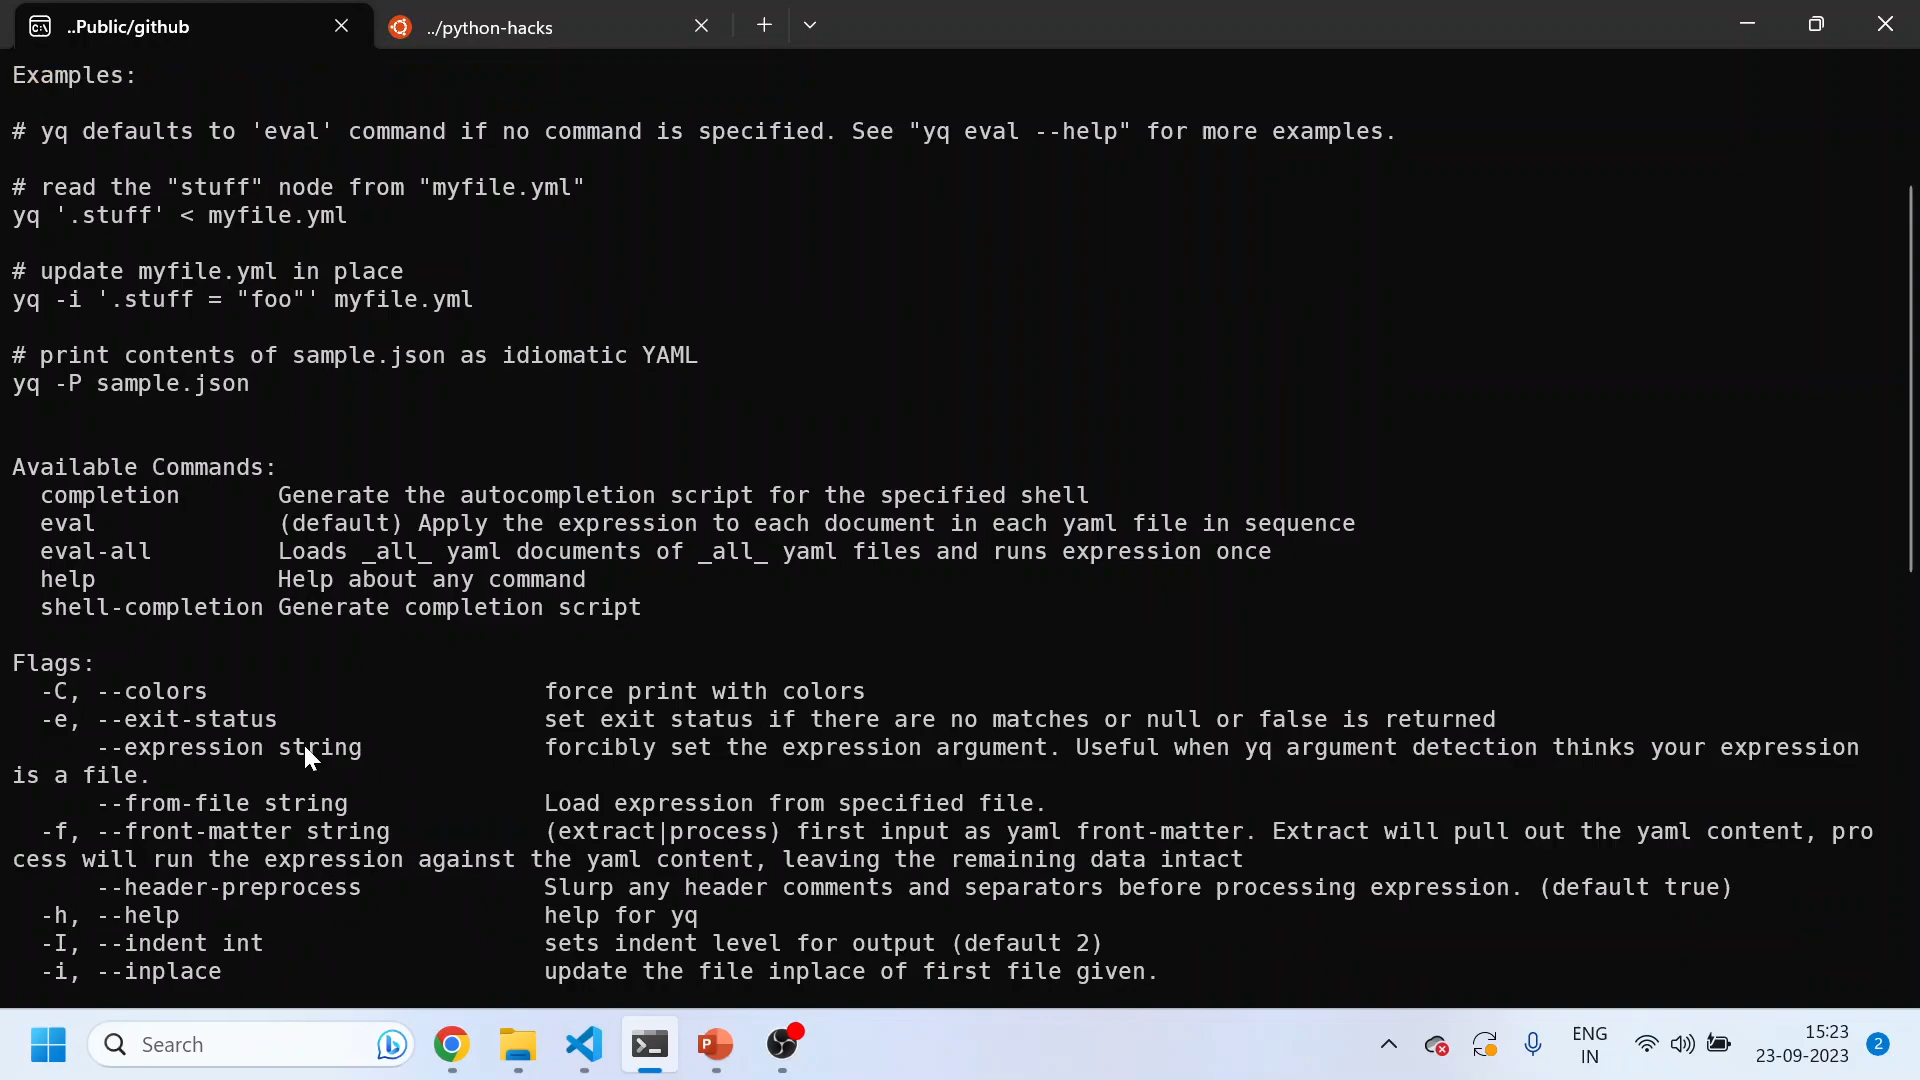 ..Public/github
../python-hacks
Examples:
# yq defaults to 'eval' command if no command is specified. See "yq eval --help" for more examples.
# read the "stuff" node from "myfile.yml"
yq '.stuff' < myfile.yml
# update myfile.yml in place
yq -i '.stuff = "foo"' myfile.yml
# print contents of sample.json as idiomatic YAML
yq -P sample.json
Available Commands:
completion Generate the autocompletion script for the specified shell
eval (default) Apply the expression to each document in each yaml file in sequence
eval-all Loads _all_ yaml documents of _all_ yaml files and runs expression once
help Help about any command
shell-completion Generate completion script
Flags:
-C, --colors force print with colors
-e, --exit-status set exit status if there are no matches or null or false is returned
--expression string forcibly set the expression argument. Useful when yq argument detection thinks your expression
is a file.
--from-file string Load expression from specified file.
-f, --front-matter string (extract|process) first input as yaml front-matter. Extract will pull out the yaml content, pro
cess will run the expression against the yaml content, leaving the remaining data intact
--header-preprocess Slurp any header comments and separators before processing expression. (default true)
-h, --help help for yq
-I, --indent int sets indent level for output (default 2)
-i, --inplace update the file inplace of first file given.
Search
ENG
IN
15:23
23-09-2023
2